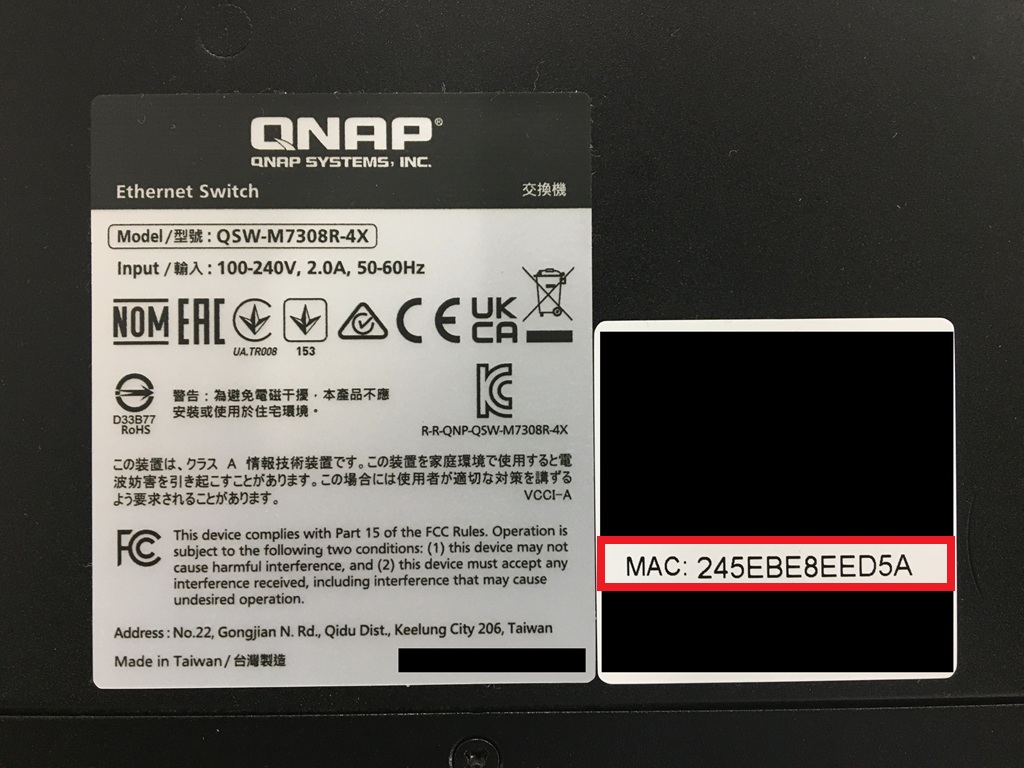 QNAP®
QNAP SYSTEMS, INC.
Ethernet Switch 交換機
Model/型號：QSW-M7308R-4X
Input/輸入：100-240V, 2.0A, 50-60Hz
NOM EAC UA.TR008 153 CE UK CA
D33B77
RoHS
警告：為避免電磁干擾，本產品不應
安裝或使用於住宅環境。
R-R-QNP-QSW-M7308R-4X
この装置は、クラス A 情報技術装置です。この装置を家庭環境で使用すると電
波妨害を引き起こすことがあります。この場合には使用者が適切な対策を講ずる
よう要求されることがあります。 VCCI-A
FC
This device complies with Part 15 of the FCC Rules. Operation is
subject to the following two conditions: (1) this device may not
cause harmful interference, and (2) this device must accept any
interference received, including interference that may cause
undesired operation.
Address: No.22, Gongjian N. Rd., Qidu Dist., Keelung City 206, Taiwan
Made in Taiwan/台灣製造
MAC: 245EBE8EED5A